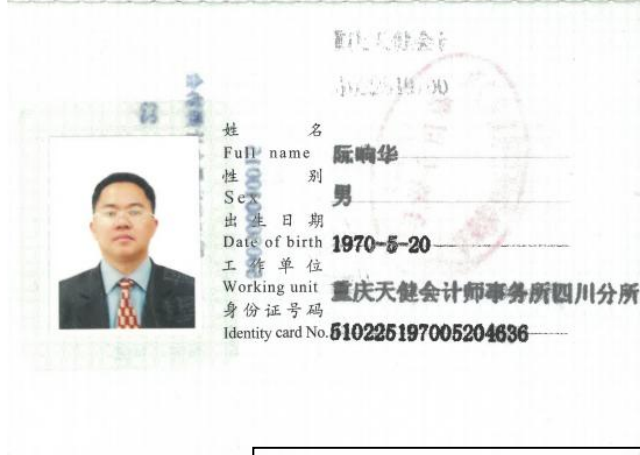 姓 名
Full name 阮响华
性 别
Sex 男
出 生 日 期
Date of birth 1970-5-20
工 作 单 位
Working unit 重庆天健会计师事务所四川分所
身 份 证 号 码
Identity card No. 510225197005204636